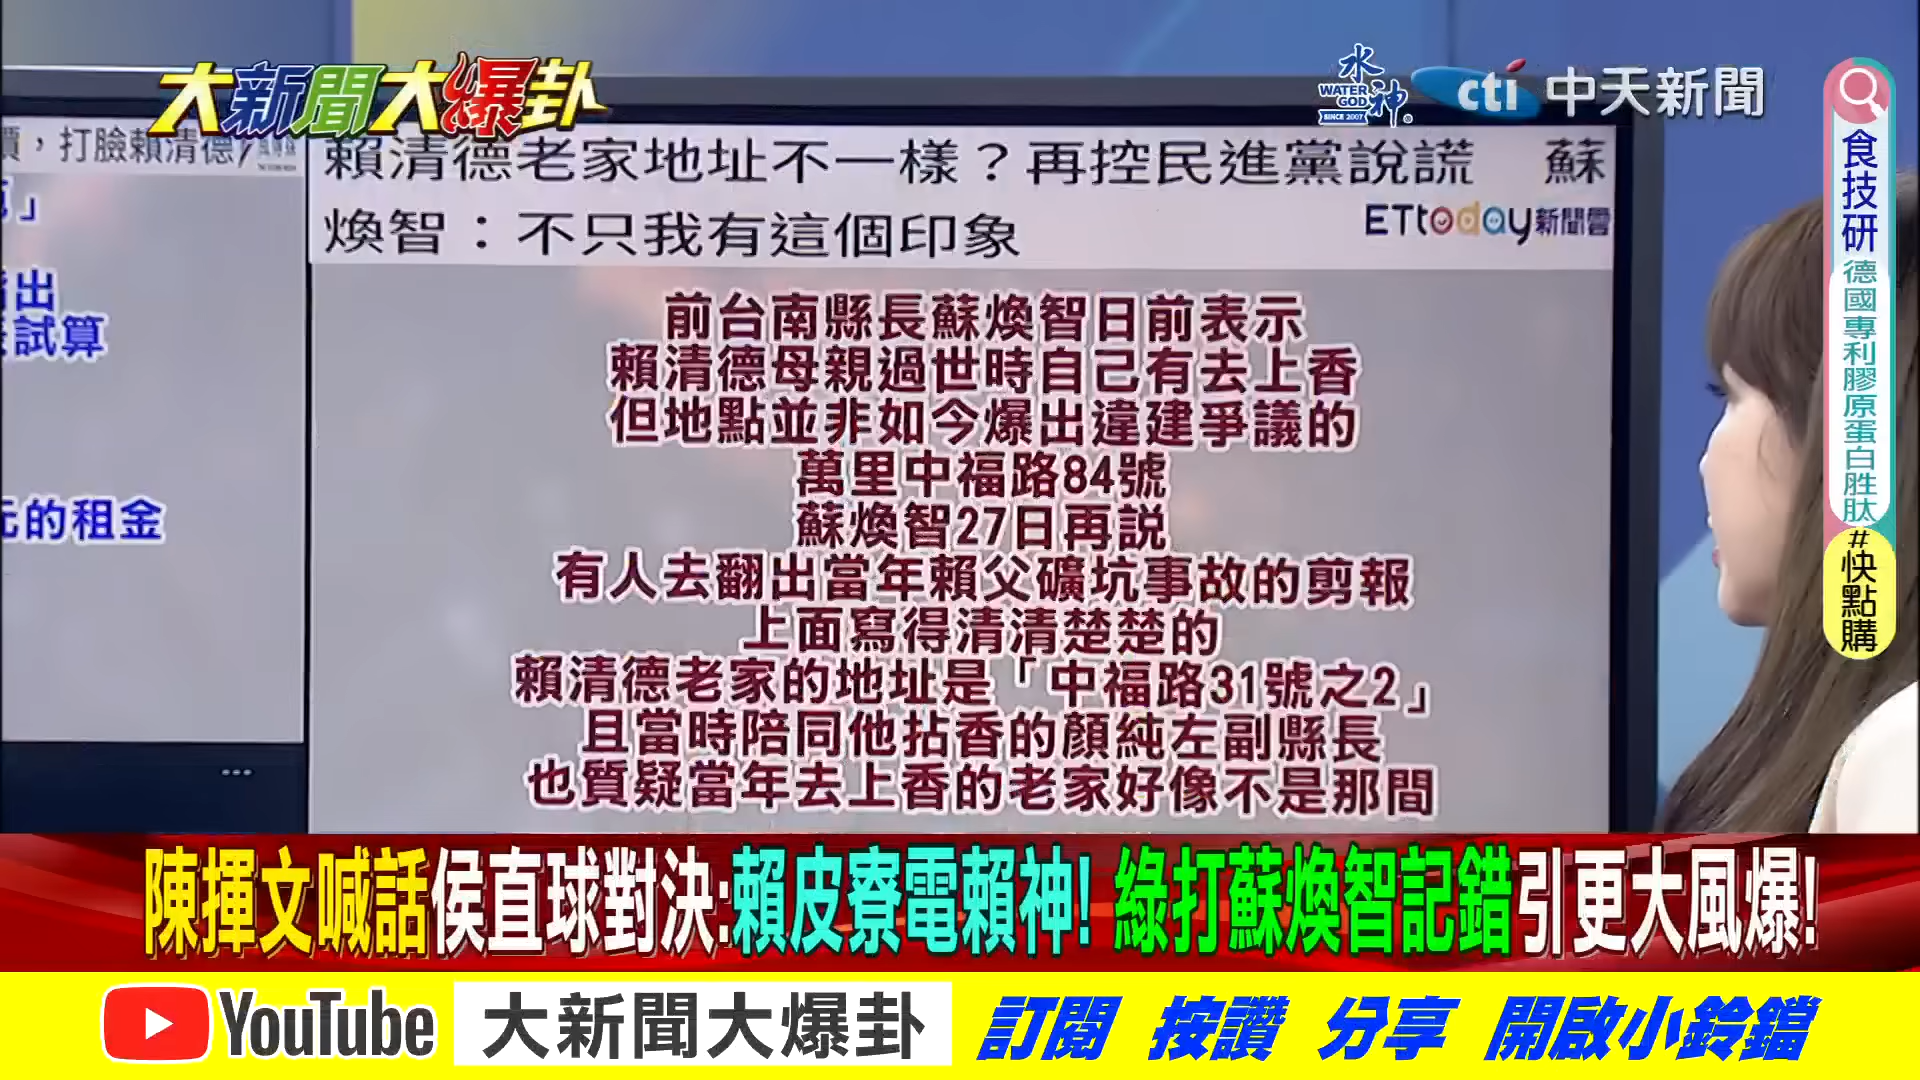 大新聞大爆卦
水神
WATER GOD
SINCE 2007
cti 中天新聞
，打臉賴清德
」
出
試算
元的租金
賴清德老家地址不一樣？再控民進黨說謊 蘇
煥智：不只我有這個印象
ETtoday新聞雲
前台南縣長蘇煥智日前表示
賴清德母親過世時自己有去上香
但地點並非如今爆出違建爭議的
萬里中福路84號
蘇煥智27日再説
有人去翻出當年賴父礦坑事故的剪報
上面寫得清清楚楚的
賴清德老家的地址是「中福路31號之2」
且當時陪同他拈香的顏純左副縣長
也質疑當年去上香的老家好像不是那間
食技研
德國專利膠原蛋白胜肽
#快點購
陳揮文喊話侯直球對決:賴皮寮電賴神! 綠打蘇煥智記錯引更大風爆!
YouTube 大新聞大爆卦 訂閱 按讚 分享 開啟小鈴鐺